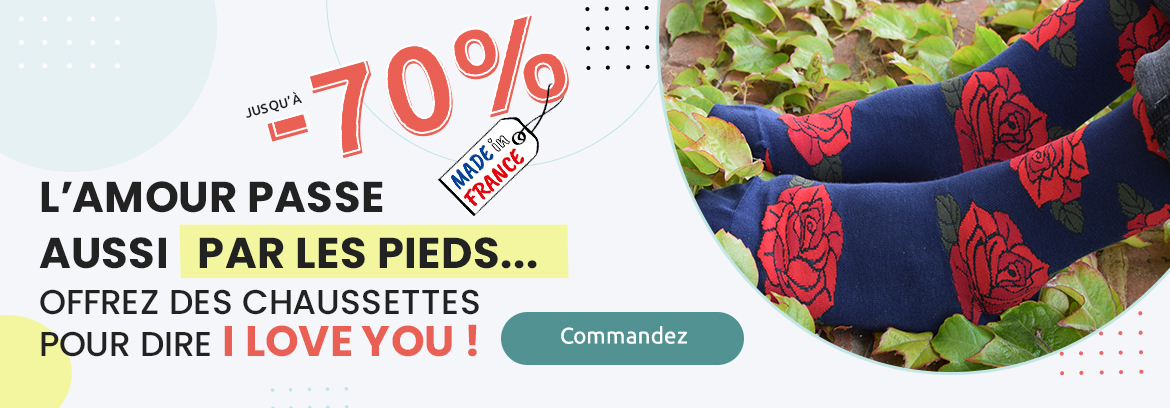 JUSQU'À
-70%
MADE in
FRANCE
L’AMOUR PASSE
AUSSI PAR LES PIEDS...
OFFREZ DES CHAUSSETTES
POUR DIRE I LOVE YOU !
Commandez